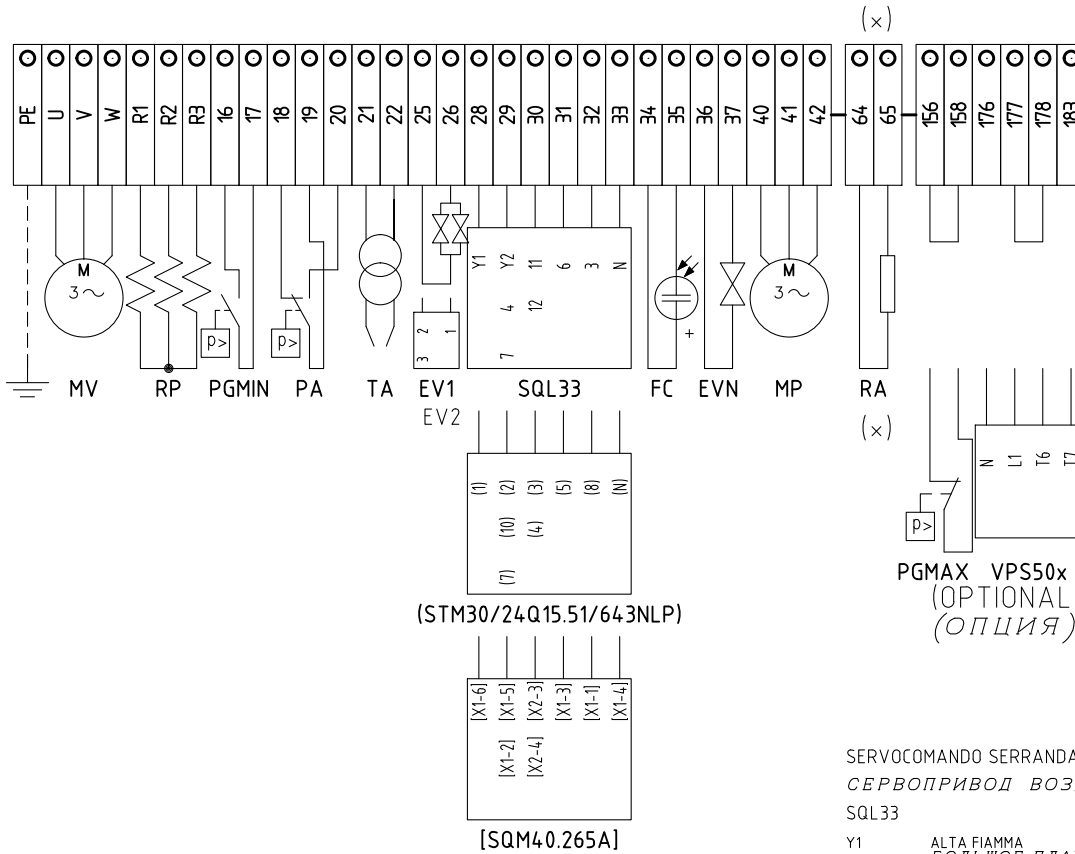 (x)
PE U V W R1 R2 R3 16 17 18 19 20 21 22 25 26 28 29 30 31 32 33 34 35 36 37 40 41 42 64 65 156 158 176 177 178 183
M
3~
P>
P>
2 1
3
Y1 Y2 11 6 3 N
4 12
7
+
M
3~
MV RP PGMIN PA TA EV1 SQL33 FC EVN MP RA
EV2
(x)
N L1 T6 T7
P>
(1) (2) (3) (5) (8) (N)
(10) (4)
(7)
(STM30/24Q15.51/643NLP)
PGMAX VPS50x
(OPTIONAL
(ОПЦИЯ)
[X1-6] [X1-5] [X2-3] [X1-3] [X1-1] [X1-4]
[X1-2] [X2-4]
[SQM40.265A]
SERVOCOMANDO SERRANDA
СЕРВОПРИВОД ВОЗ
SQL33
Y1 ALTA FIAMMA